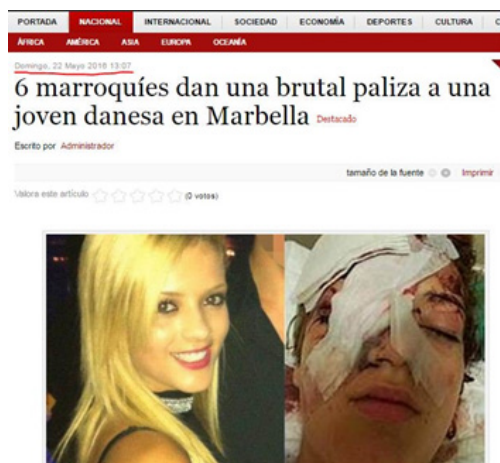 PORTADA NACIONAL INTERNACIONAL SOCIEDAD ECONOMÍA DEPORTES CULTURA
ÁFRICA AMÉRICA ASIA EUROPA OCEANÍA
Domingo, 22 Mayo 2016 13:07
6 marroquíes dan una brutal paliza a una
joven danesa en Marbella Destacado
Escrito por Administrador
tamaño de la fuente Imprimir
Valora este artículo (0 votos)